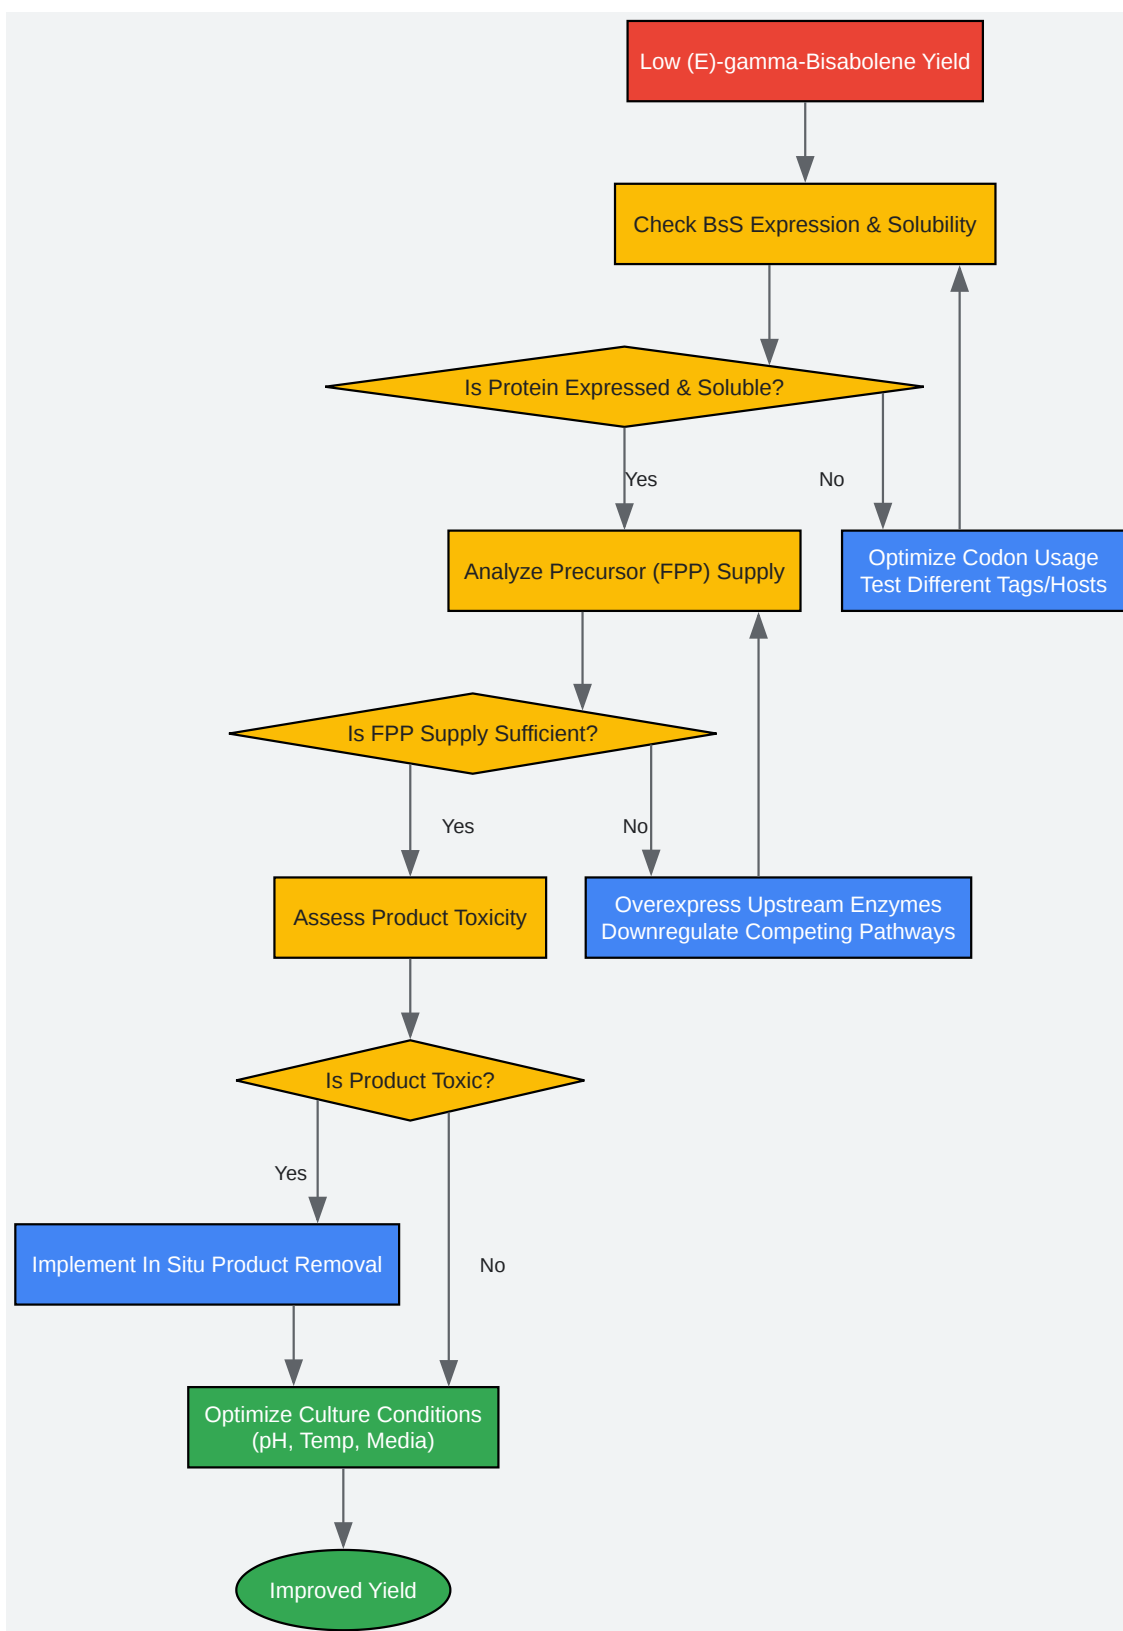 Low (E)-gamma-Bisabolene Yield
Check BsS Expression & Solubility
Is Protein Expressed & Soluble?
Yes
No
Analyze Precursor (FPP) Supply
Optimize Codon Usage
Test Different Tags/Hosts
Is FPP Supply Sufficient?
Yes
No
Assess Product Toxicity
Overexpress Upstream Enzymes
Downregulate Competing Pathways
Is Product Toxic?
Yes
No
Implement In Situ Product Removal
Optimize Culture Conditions
(pH, Temp, Media)
Improved Yield